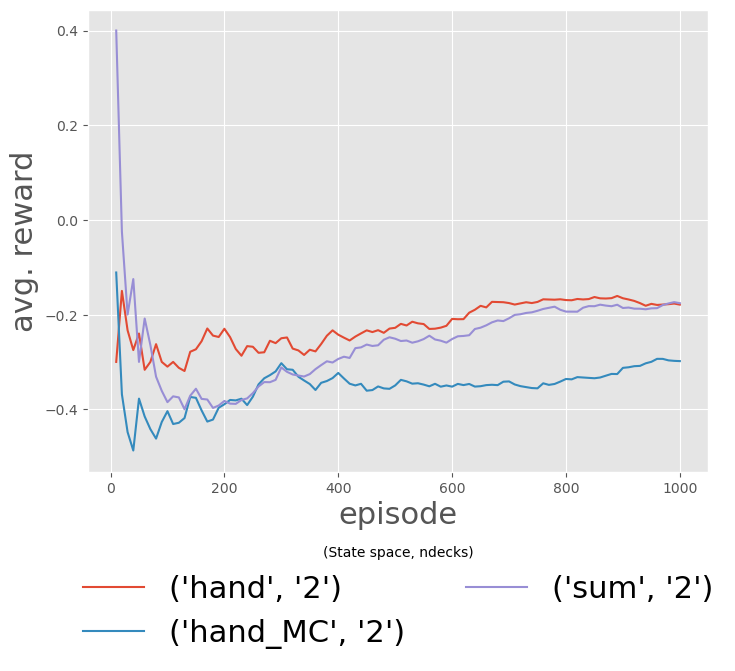 0.4
0.2
0.0
−0.2
−0.4
avg. reward
0 200 400 600 800 1000
episode
(State space, ndecks)
('hand', '2') ('sum', '2')
('hand_MC', '2')